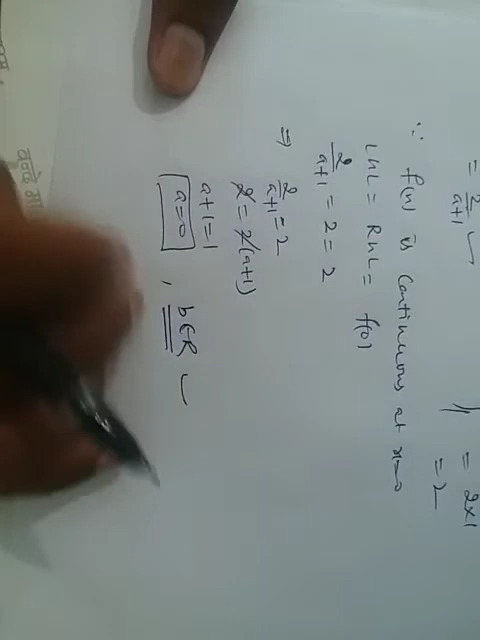 = 2/a+1
= 2×1
= 2
∵ f(x) is continuous at x=0
LHL = RHL = f(0)
2/a+1 = 2 = 2
⇒ 2/a+1 = 2
2 = 2(a+1)
a+1=1
a=0 , b∈R